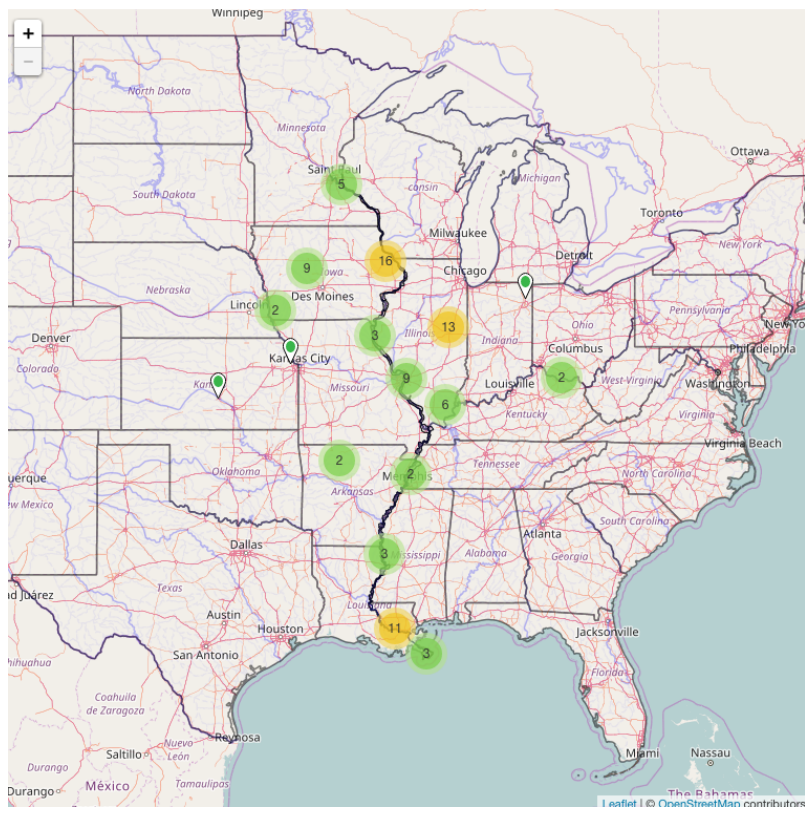 Winnipeg
+
−
North Dakota
Minnesota
Ottawa
Saint Paul
5
consin
Michigan
South Dakota
Toronto
Milwaukee
New York
Detroit
16
9
Iowa
Chicago
Nebraska
Des Moines
Lincoln
2
Pennsylvania
13
Illinois
Ohio
New Yo
3
Indiana
Denver
Columbus
Philadelphia
Kansas City
Colorado
9
2
West Virginia
Washington
Kan
Missouri
Louisville
6
Kentucky
Virginia
Virginia Beach
2
Tennessee
Oklahoma
2
Memphis
North Carolina
uerque
Arkansas
ew Mexico
South Carolina
Atlanta
Dallas
3
Mississippi
Alabama
Georgia
Texas
d Juárez
Louisiana
Austin
Houston
11
Jacksonville
San Antonio
3
hihuahua
Florida
Coahuila
de Zaragoza
Reynosa
Nuevo
León
Saltillo
Miami
Nassau
Durango
Durango
México
Tamaulipas
The Bahamas
Leaflet | © OpenStreetMap contributors